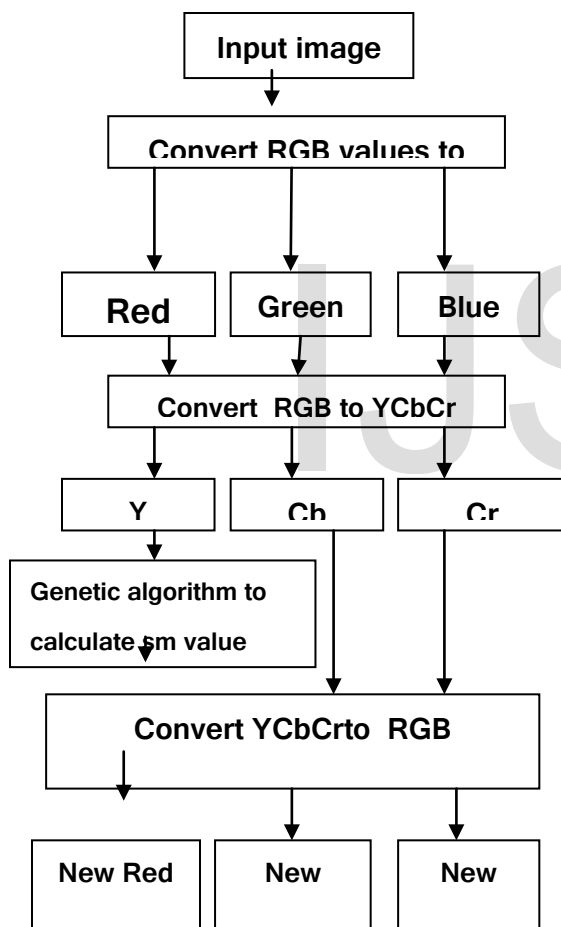 Input image
Convert RGB values to
Red Green Blue
Convert RGB to YCbCr
Y Cb Cr
Genetic algorithm to
calculate sm value
Convert YCbCrto RGB
New Red New New
IJS